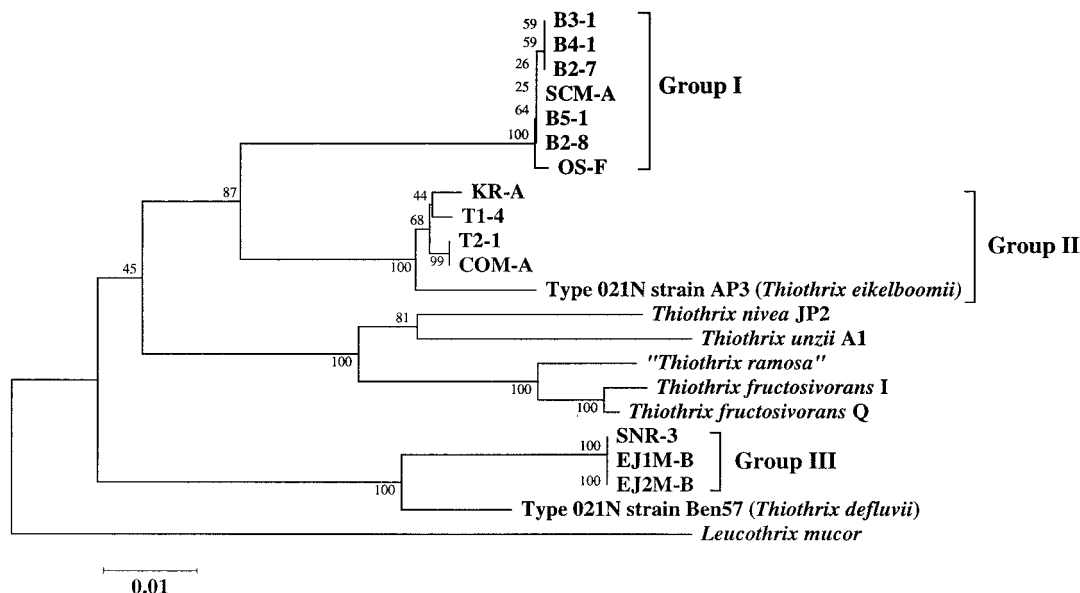 59
B3-1
59
B4-1
26
B2-7
25
SCM-A
Group I
64
B5-1
100
B2-8
OS-F
87
44
KR-A
T1-4
68
T2-1
99
COM-A
100
Group II
45
Type 021N strain AP3 (Thiothrix eikelboomii)
81
Thiothrix nivea JP2
Thiothrix unzii A1
100
"Thiothrix ramosa"
100
Thiothrix fructosivorans I
100
Thiothrix fructosivorans Q
SNR-3
100
EJ1M-B
Group III
100
EJ2M-B
100
Type 021N strain Ben57 (Thiothrix defluvii)
Leucothrix mucor
0.01